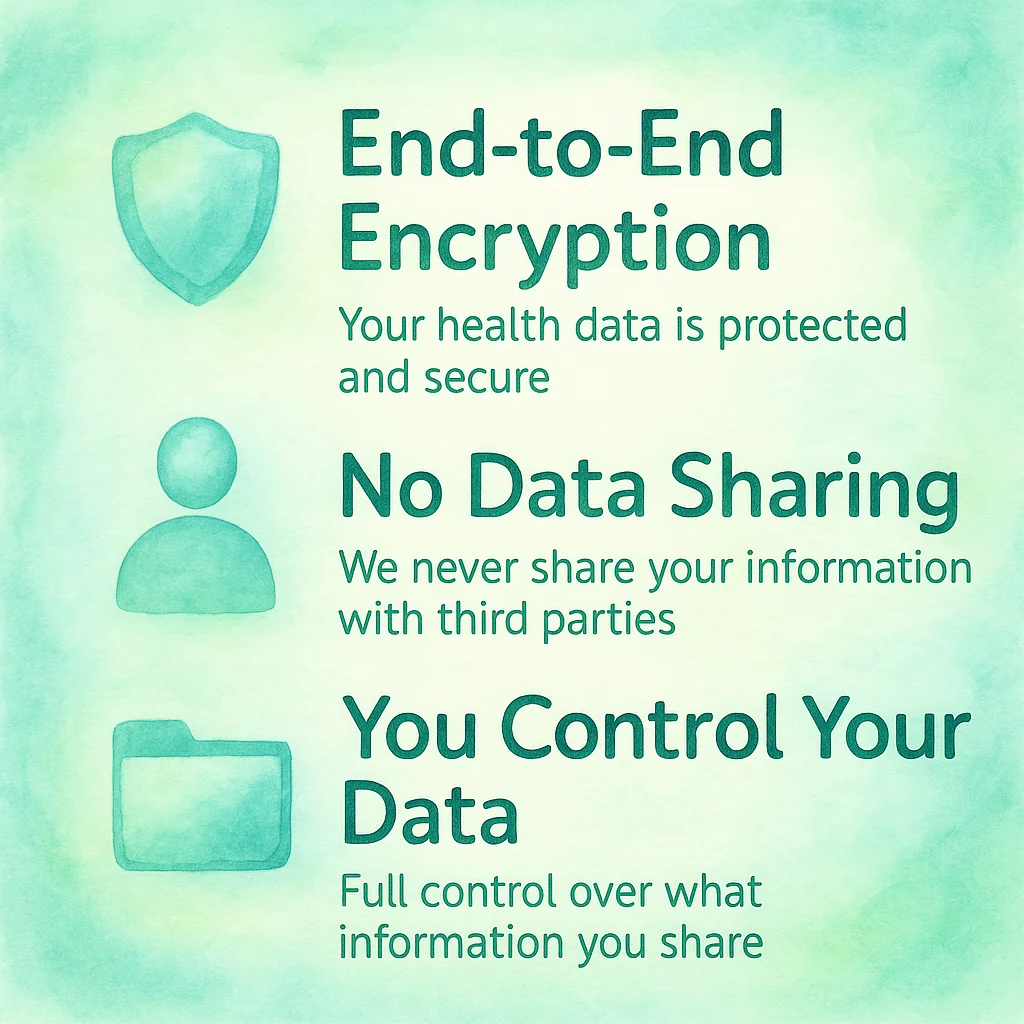 End-to-End
Encryption
Your health data is protected
and secure
No Data Sharing
We never share your information
with third parties
You Control Your
Data
Full control over what
information you share